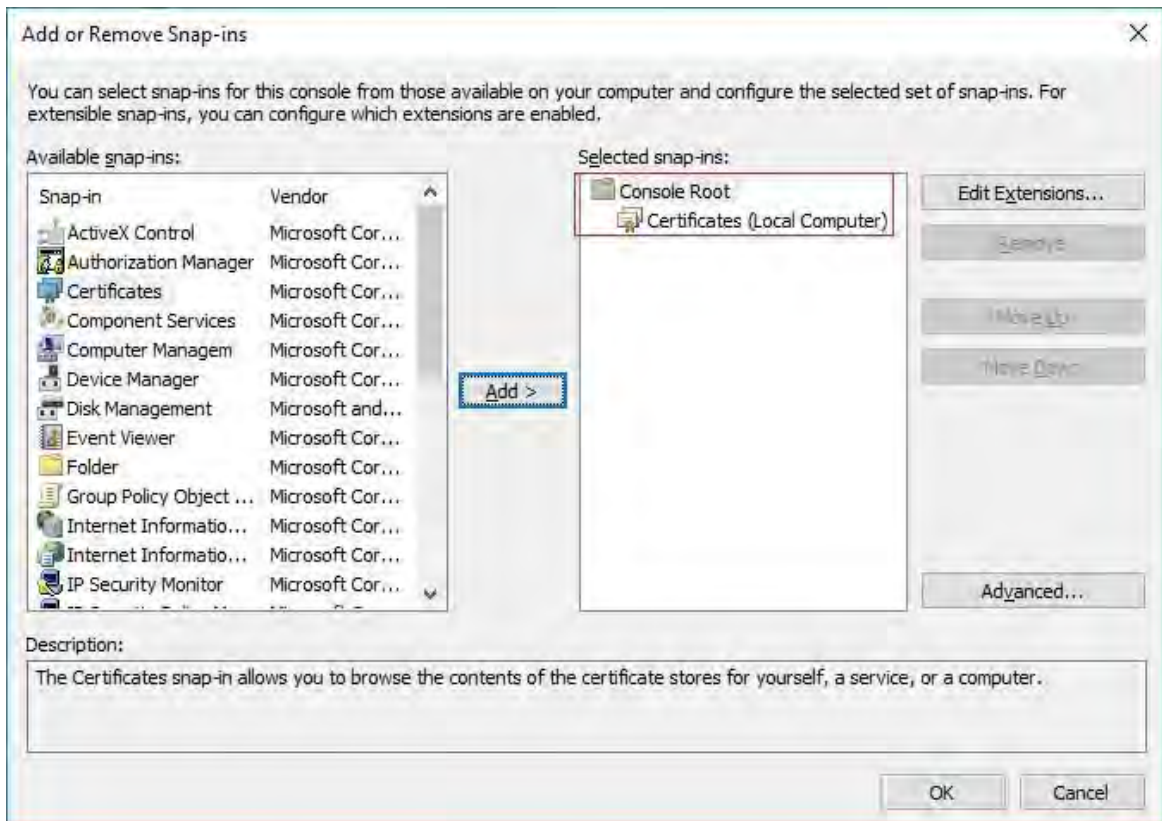 Add or Remove Snap-ins
You can select snap-ins for this console from those available on your computer and configure the selected set of snap-ins. For
extensible snap-ins, you can configure which extensions are enabled.
Available snap-ins:
Snap-in Vendor
ActiveX Control Microsoft Cor...
Authorization Manager Microsoft Cor...
Certificates Microsoft Cor...
Component Services Microsoft Cor...
Computer Managem Microsoft Cor...
Device Manager Microsoft Cor...
Disk Management Microsoft and...
Event Viewer Microsoft Cor...
Folder Microsoft Cor...
Group Policy Object ... Microsoft Cor...
Internet Informatio... Microsoft Cor...
Internet Informatio... Microsoft Cor...
IP Security Monitor Microsoft Cor...
Add >
Selected snap-ins:
Console Root
Certificates (Local Computer)
Edit Extensions...
Remove
Move Up
Move Down
Advanced...
Description:
The Certificates snap-in allows you to browse the contents of the certificate stores for yourself, a service, or a computer.
OK Cancel